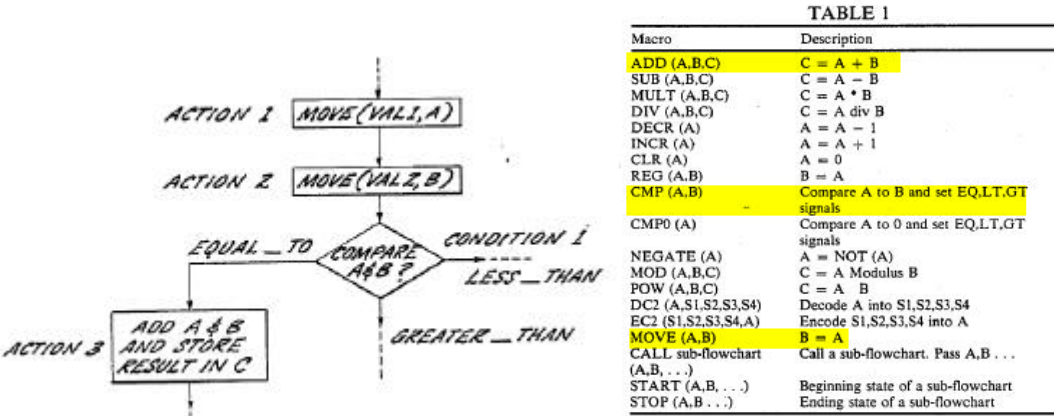 ACTION 1 MOVE(VAL1,A)
ACTION 2 MOVE(VAL2,B)
EQUAL_TO
COMPARE
A&B ?
CONDITION 1
LESS_THAN
GREATER_THAN
ACTION 3
ADD A & B
AND STORE
RESULT IN C
TABLE 1
Macro Description
ADD (A,B,C) C = A + B
SUB (A,B,C) C = A − B
MULT (A,B,C) C = A * B
DIV (A,B,C) C = A div B
DECR (A) A = A − 1
INCR (A) A = A + 1
CLR (A) A = 0
REG (A,B) B = A
CMP (A,B) Compare A to B and set EQ,LT,GT
signals
CMP0 (A) Compare A to 0 and set EQ,LT,GT
signals
NEGATE (A) A = NOT (A)
MOD (A,B,C) C = A Modulus B
POW (A,B,C) C = A B
DC2 (A,S1,S2,S3,S4) Decode A into S1,S2,S3,S4
EC2 (S1,S2,S3,S4,A) Encode S1,S2,S3,S4 into A
MOVE (A,B) B = A
CALL sub-flowchart Call a sub-flowchart. Pass A,B . . .
(A,B, . . .)
START (A,B, . . .) Beginning state of a sub-flowchart
STOP (A,B . . .) Ending state of a sub-flowchart